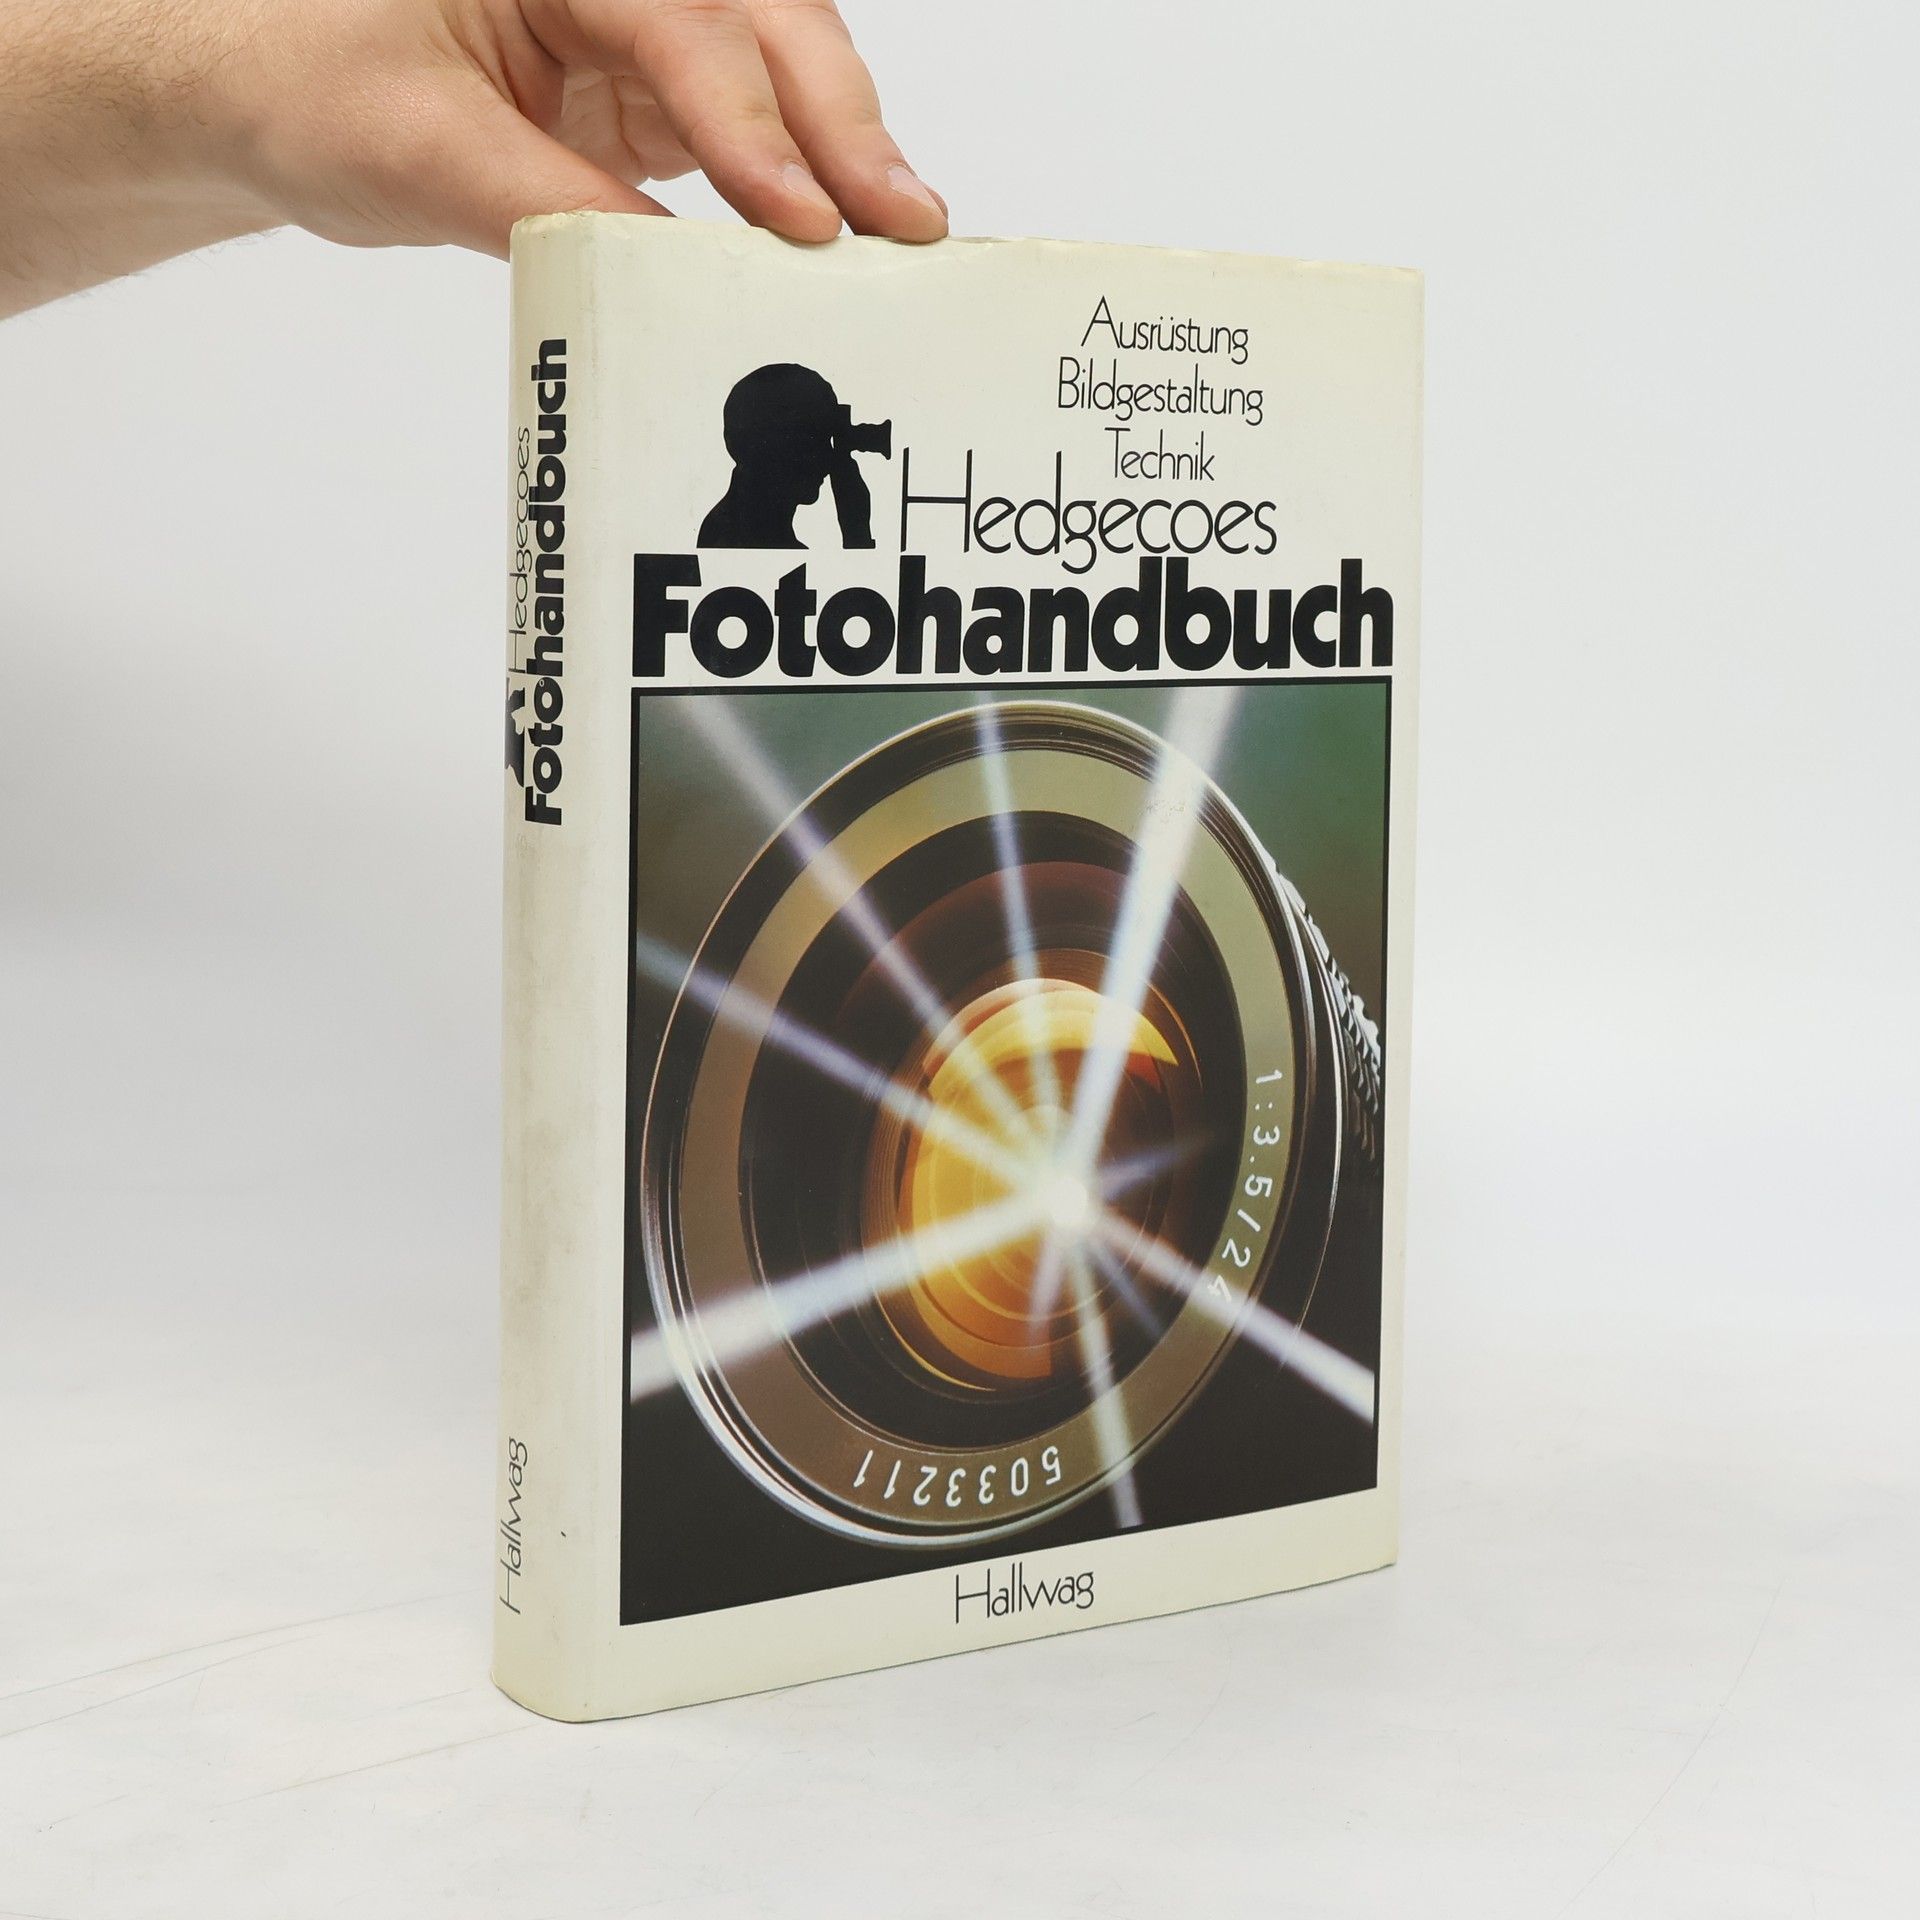 Ausrüstung
Bildgestaltung
Technik
Hedgecoes
Fotohandbuch
1:3.5/24
5033211
Hallwag
Hedgecoes
Fotohandbuch
Hallwag